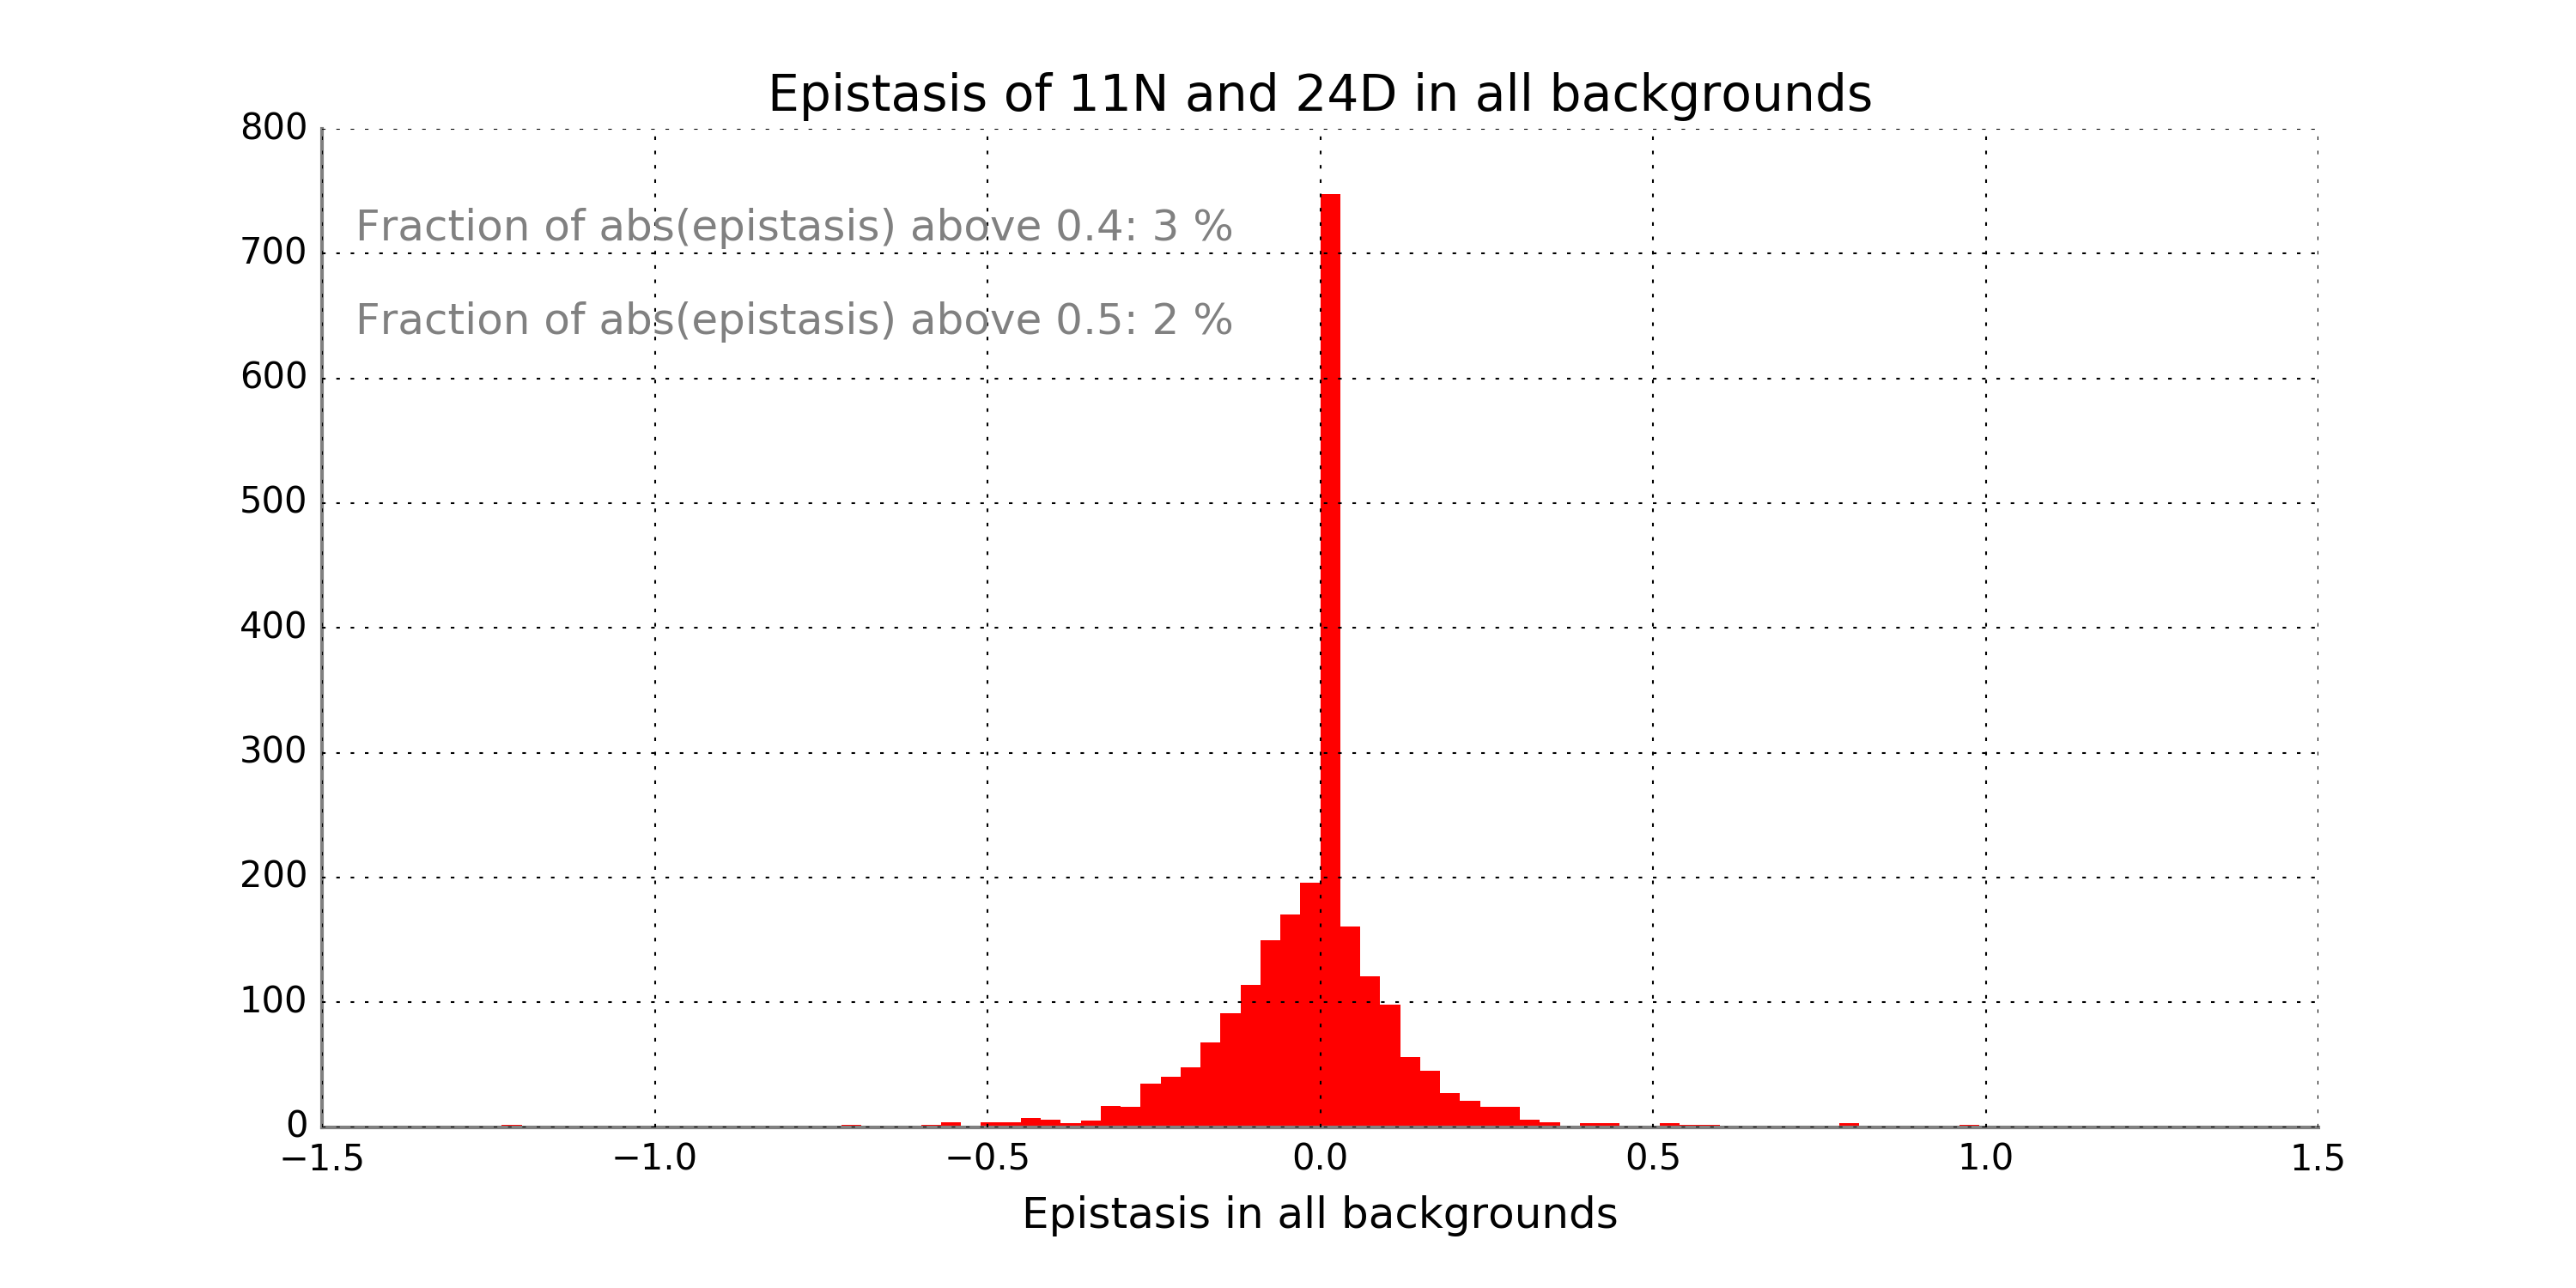 Epistasis of 11N and 24D in all backgrounds
800
Fraction of abs(epistasis) above 0.4: 3 %
700
Fraction of abs(epistasis) above 0.5: 2 %
600
500
400
300
200
100
0
−1.5 −1.0 −0.5 0.0 0.5 1.0 1.5
Epistasis in all backgrounds